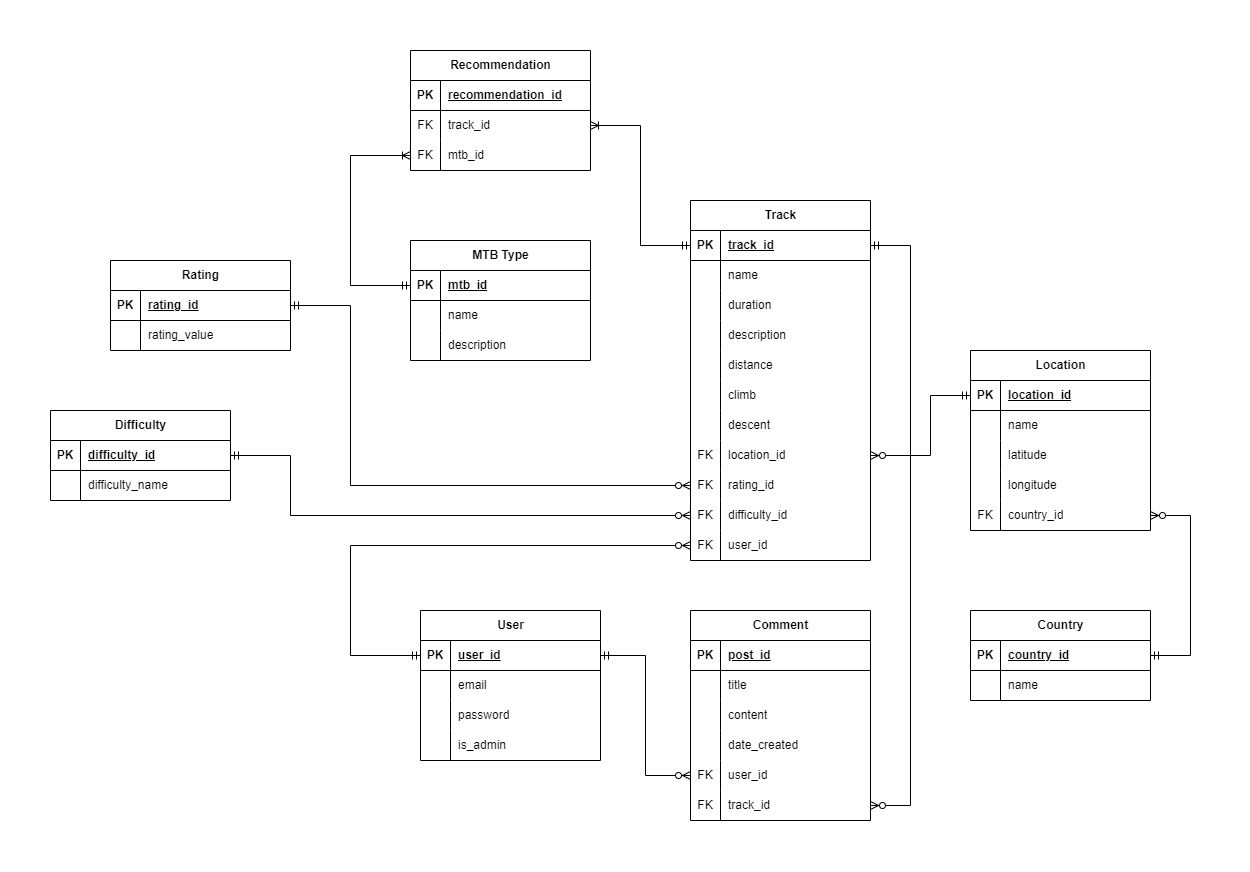 Recommendation
PK recommendation_id
FK track_id
FK mtb_id
Track
PK track_id
name
duration
description
distance
climb
descent
FK location_id
FK rating_id
FK difficulty_id
FK user_id
MTB Type
PK mtb_id
name
description
Rating
PK rating_id
rating_value
Location
PK location_id
name
latitude
longitude
FK country_id
Difficulty
PK difficulty_id
difficulty_name
User
PK user_id
email
password
is_admin
Comment
PK post_id
title
content
date_created
FK user_id
FK track_id
Country
PK country_id
name